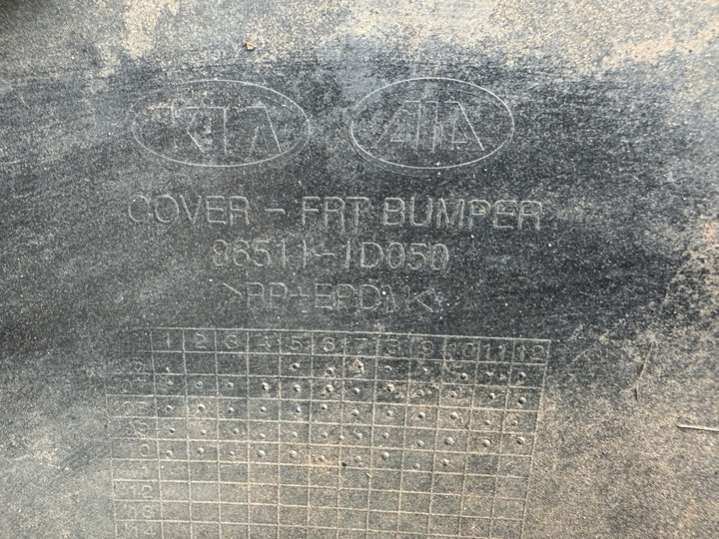 KIA AIA
COVER - FRT BUMPER
86511-1D050
>PP+EPDM<
1 2 3 4 5 6 7 8 9 10 11 12